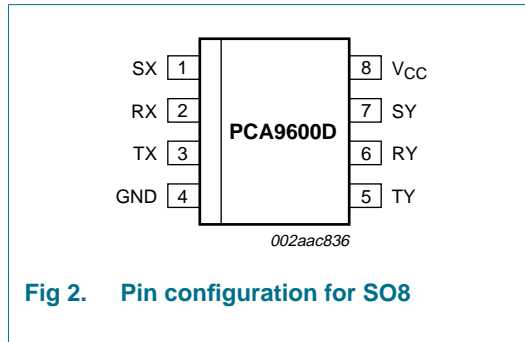 SX 1 8 VCC
RX 2 7 SY
PCA9600D
TX 3 6 RY
GND 4 5 TY
002aac836
Fig 2. Pin configuration for SO8